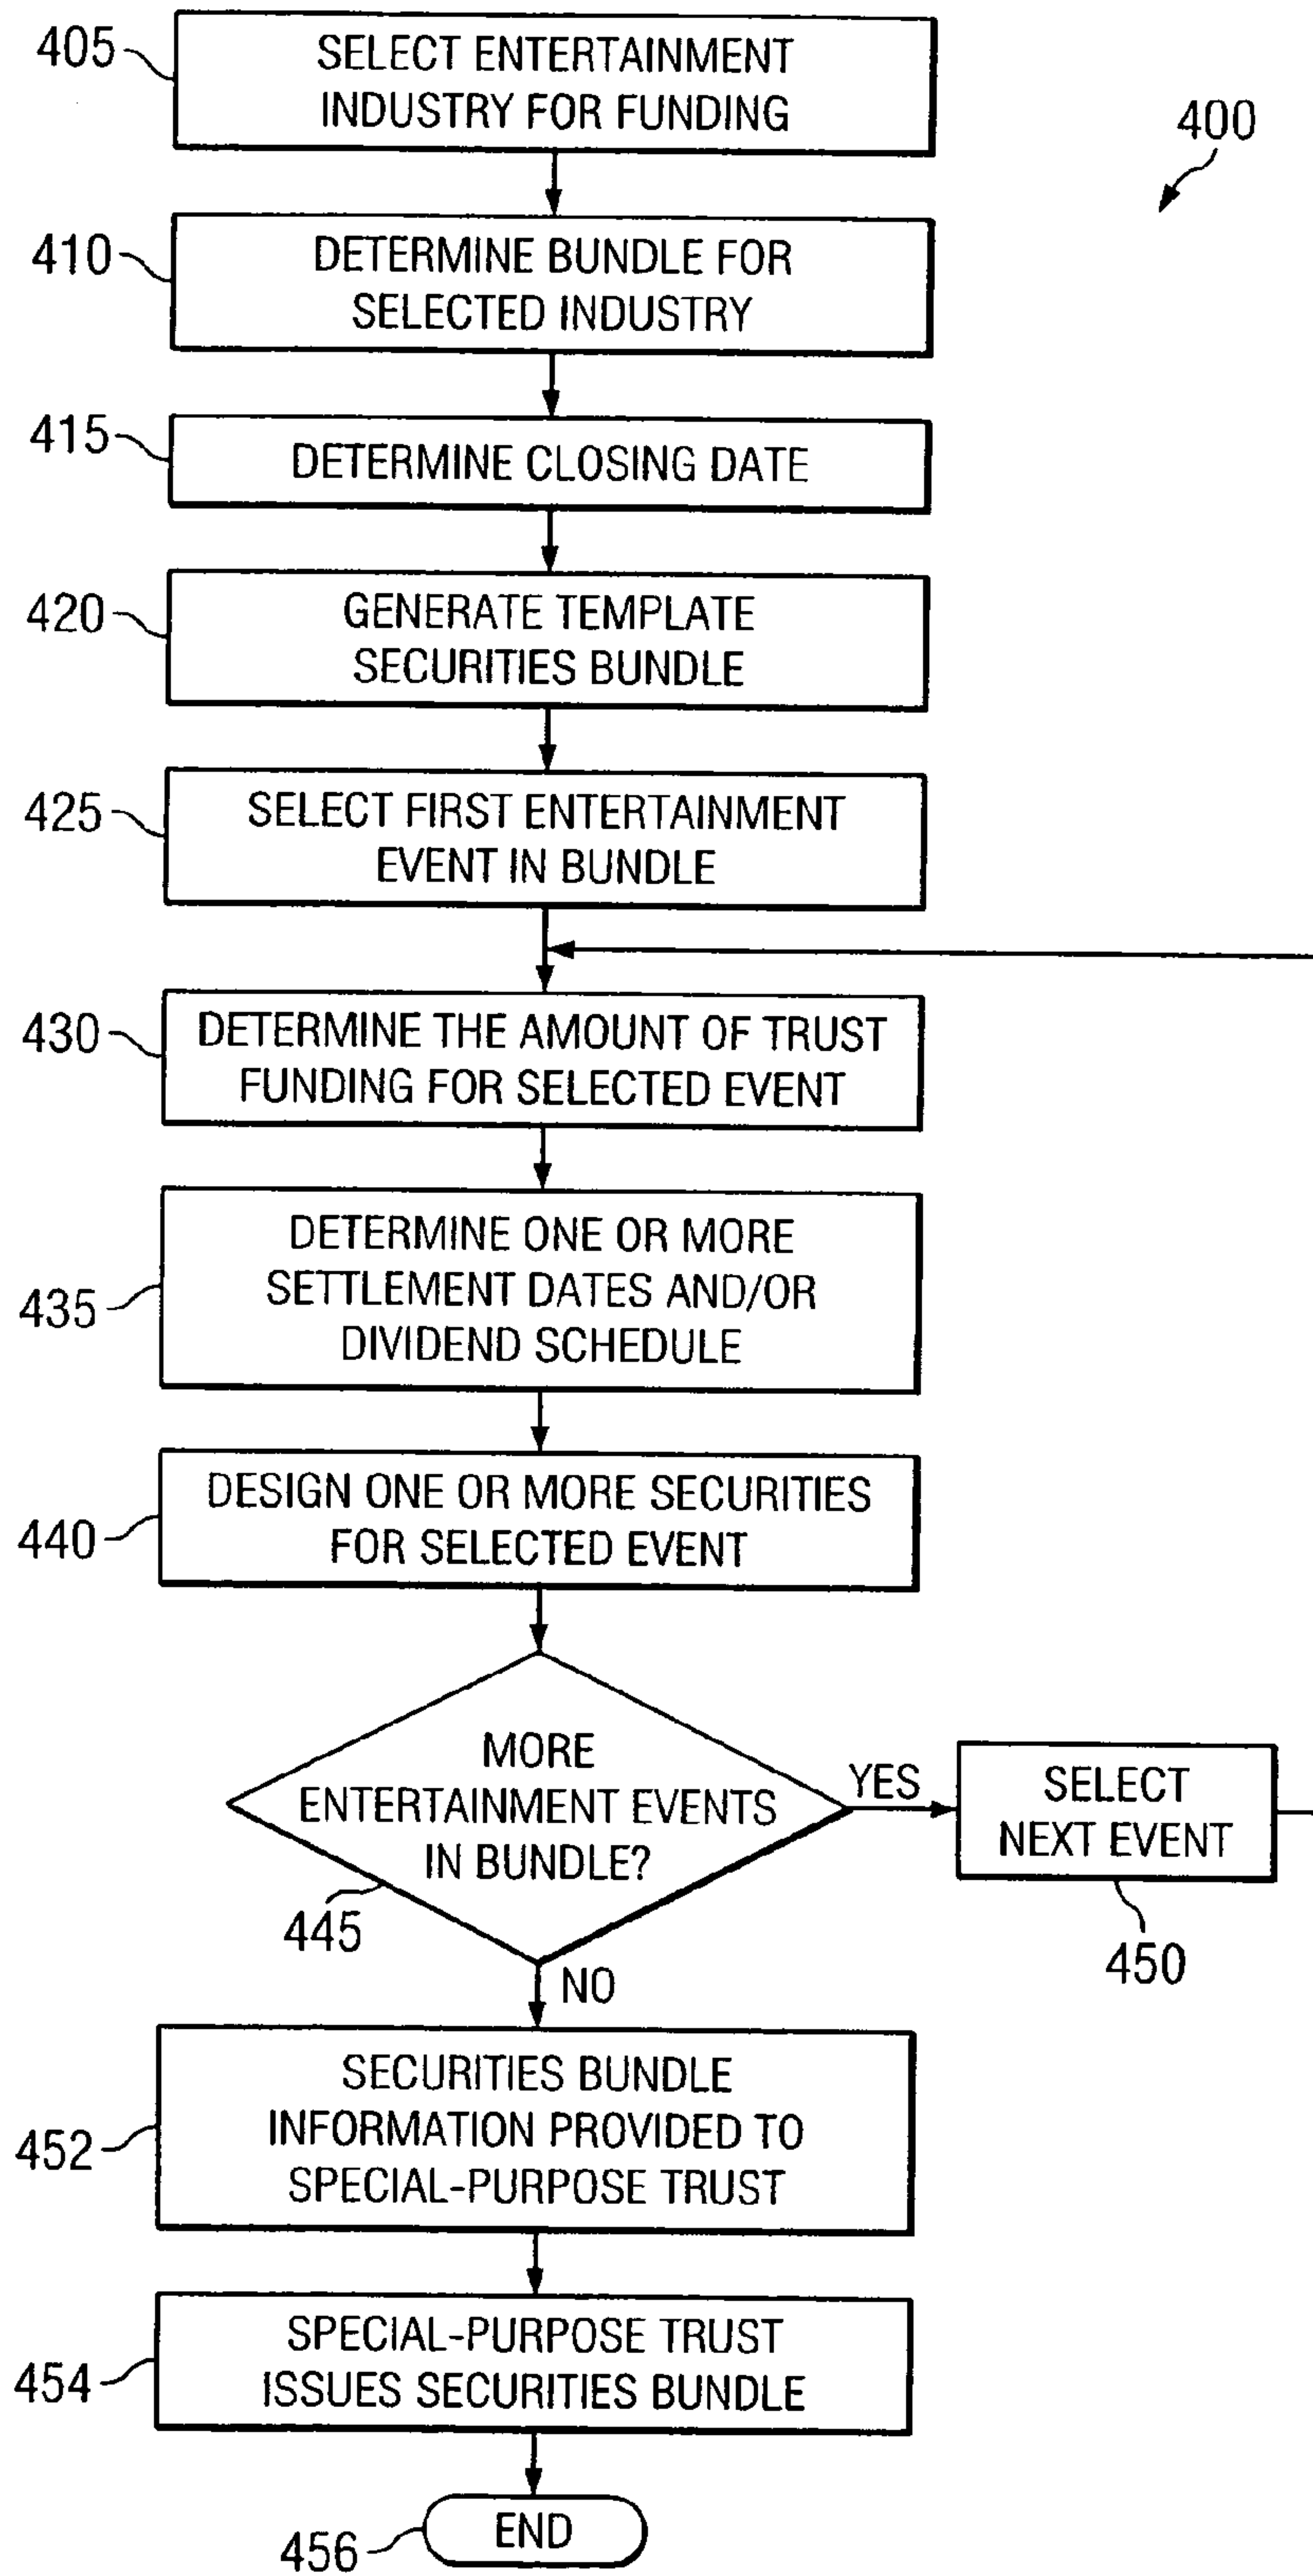 405
SELECT ENTERTAINMENT
INDUSTRY FOR FUNDING
400
410
DETERMINE BUNDLE FOR
SELECTED INDUSTRY
415
DETERMINE CLOSING DATE
420
GENERATE TEMPLATE
SECURITIES BUNDLE
425
SELECT FIRST ENTERTAINMENT
EVENT IN BUNDLE
430
DETERMINE THE AMOUNT OF TRUST
FUNDING FOR SELECTED EVENT
435
DETERMINE ONE OR MORE
SETTLEMENT DATES AND/OR
DIVIDEND SCHEDULE
440
DESIGN ONE OR MORE SECURITIES
FOR SELECTED EVENT
MORE
ENTERTAINMENT EVENTS
IN BUNDLE?
445
YES
SELECT
NEXT EVENT
450
NO
452
SECURITIES BUNDLE
INFORMATION PROVIDED TO
SPECIAL-PURPOSE TRUST
454
SPECIAL-PURPOSE TRUST
ISSUES SECURITIES BUNDLE
456
END